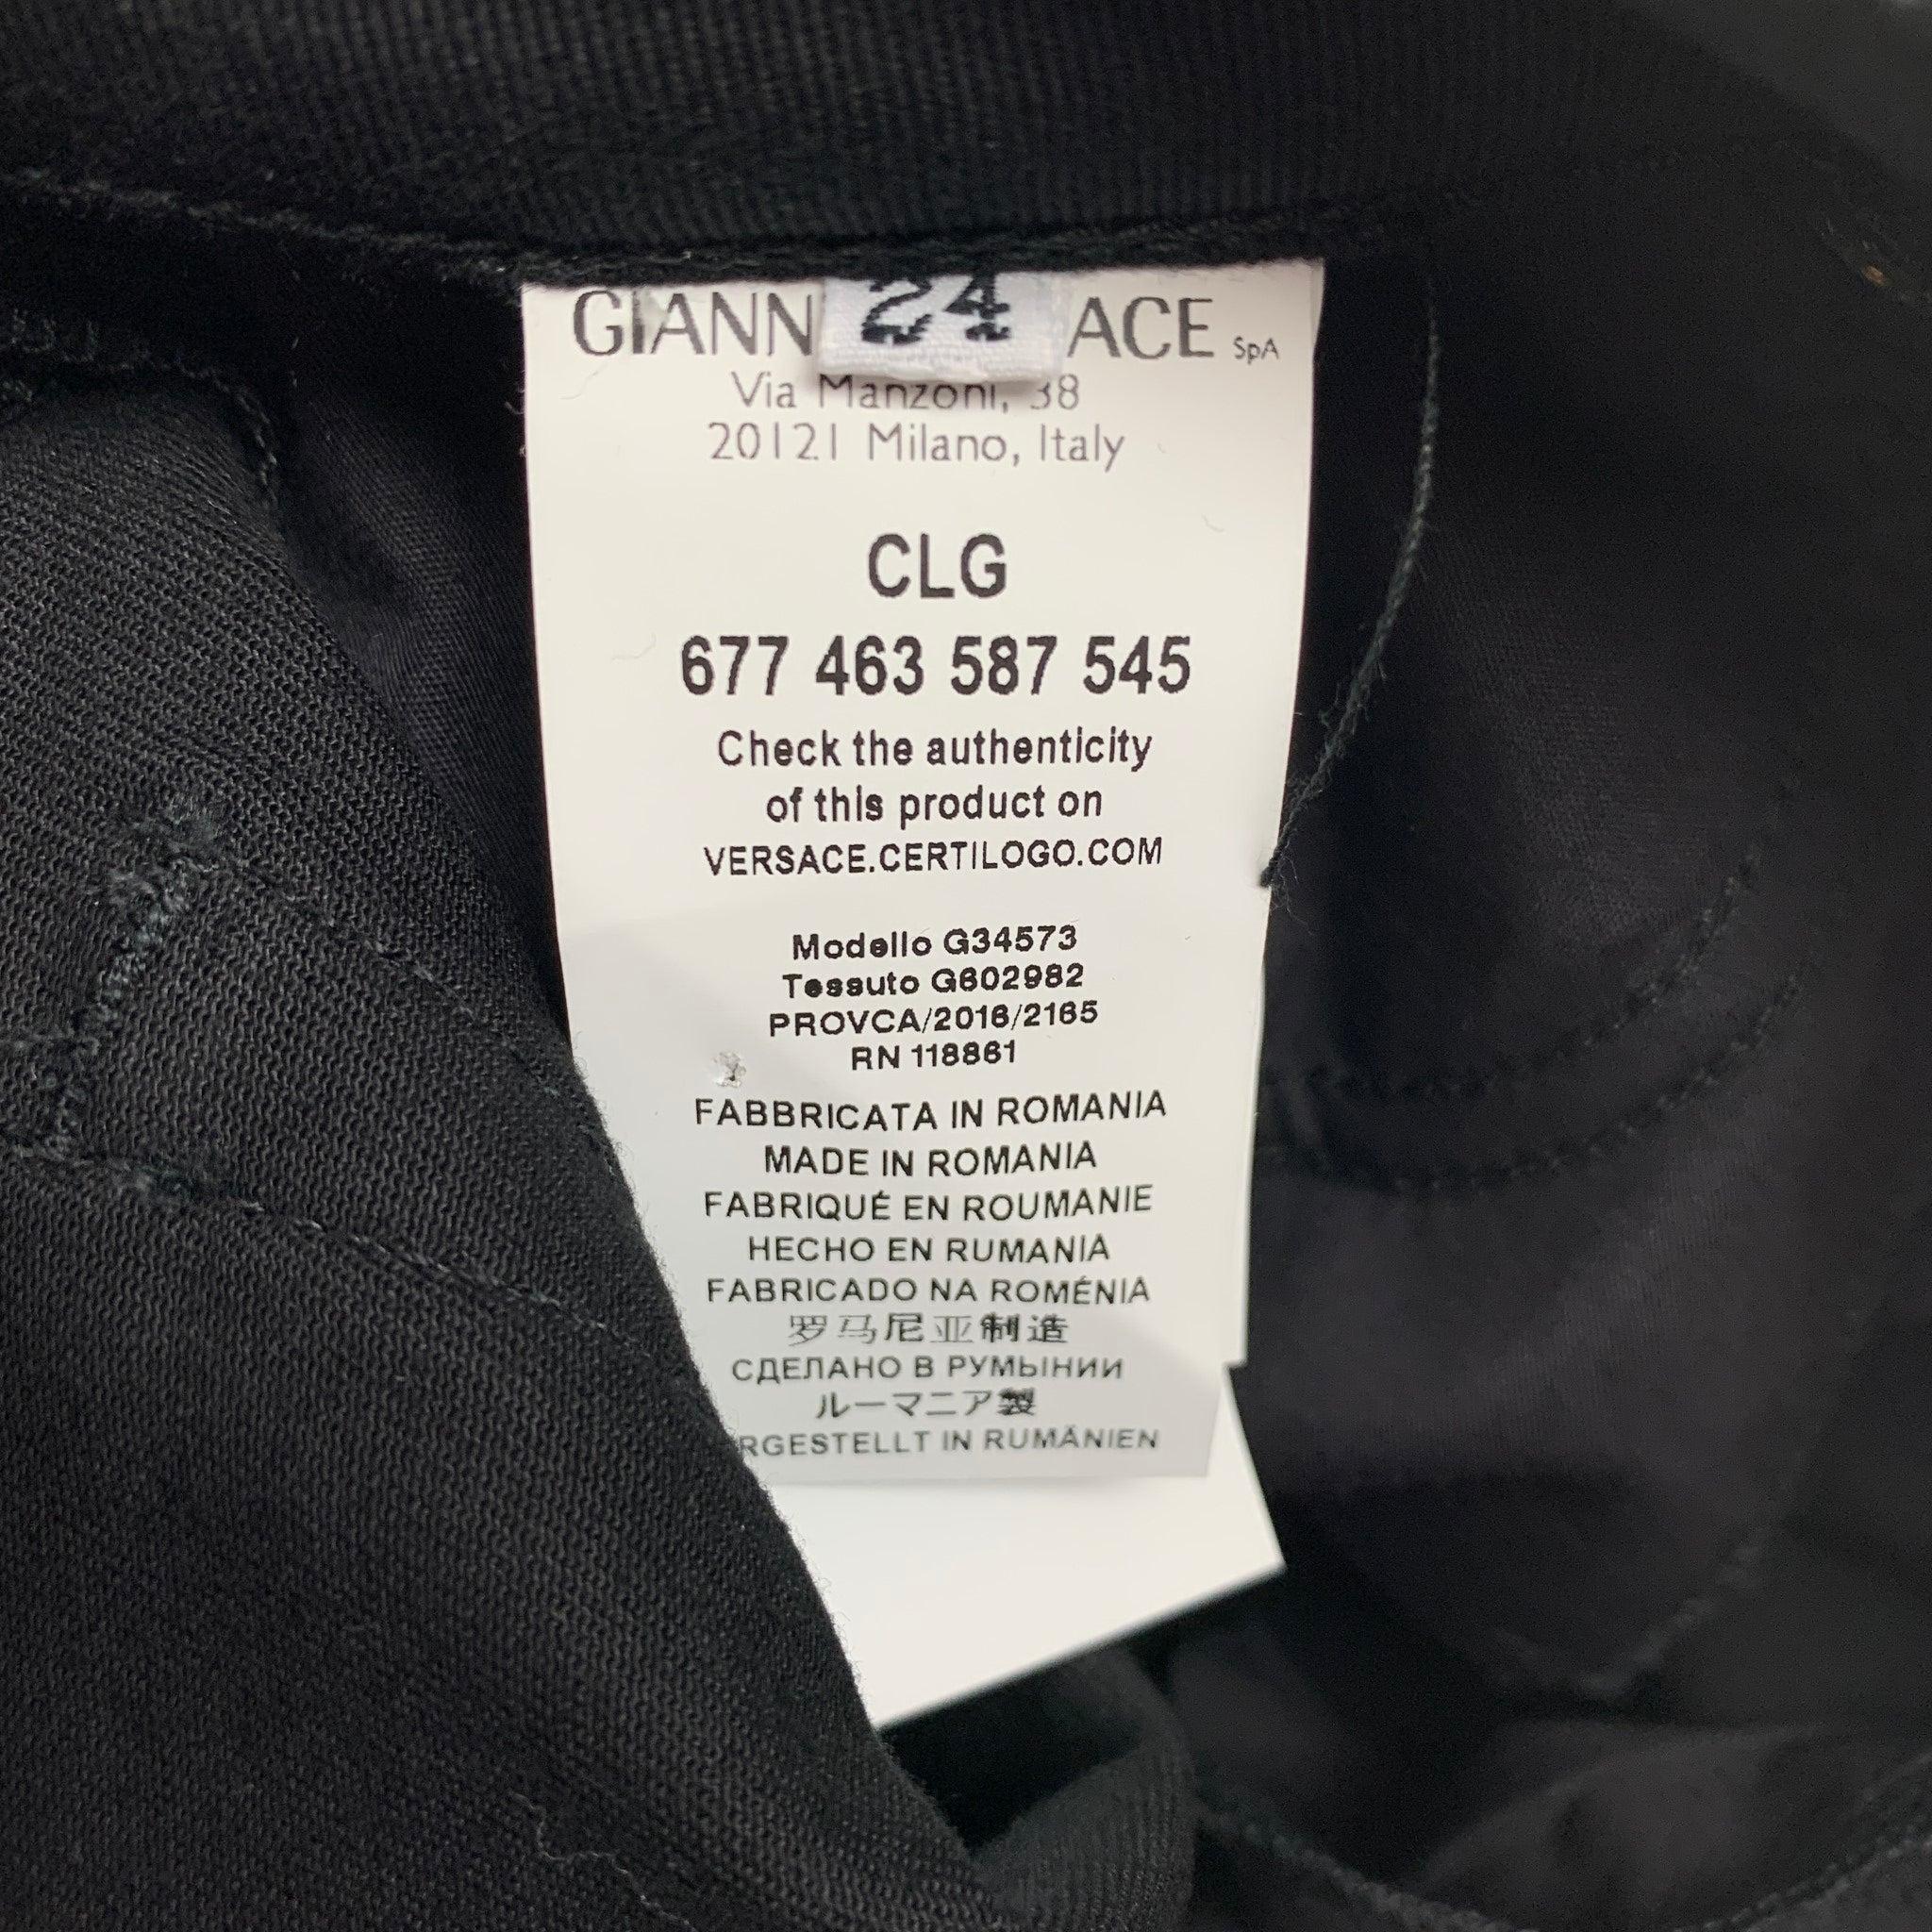 24
GIANN ACE SpA
Via Manzoni, 38
20121 Milano, Italy
CLG
677 463 587 545
Check the authenticity
of this product on
VERSACE.CERTILOGO.COM
Modello G34573
Tessuto G602982
PROVCA/2016/2165
RN 118861
FABBRICATA IN ROMANIA
MADE IN ROMANIA
FABRIQUÉ EN ROUMANIE
HECHO EN RUMANIA
FABRICADO NA ROMÉNIA
罗马尼亚制造
СДЕЛАНО В РУМЫНИИ
ルーマニア製
RGESTELLT IN RUMÄNIEN